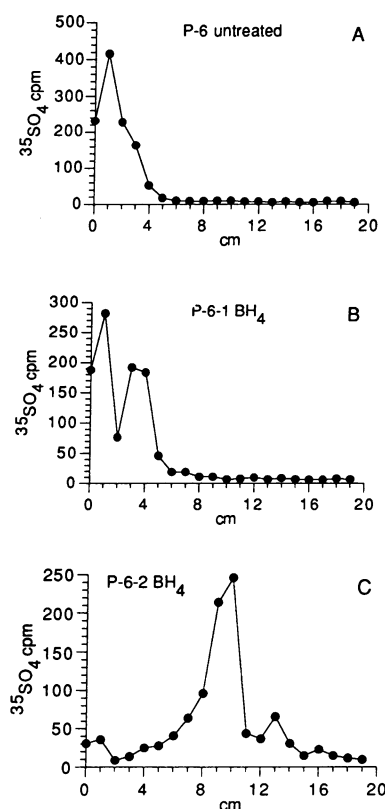 P-6 untreated
A
³⁵SO₄ cpm
500
400
300
200
100
0
0 4 8 12 16 20
cm
P-6-1 BH₄
B
³⁵SO₄ cpm
300
250
200
150
100
50
0
0 4 8 12 16 20
cm
P-6-2 BH₄
C
³⁵SO₄ cpm
250
200
150
100
50
0
0 4 8 12 16 20
cm